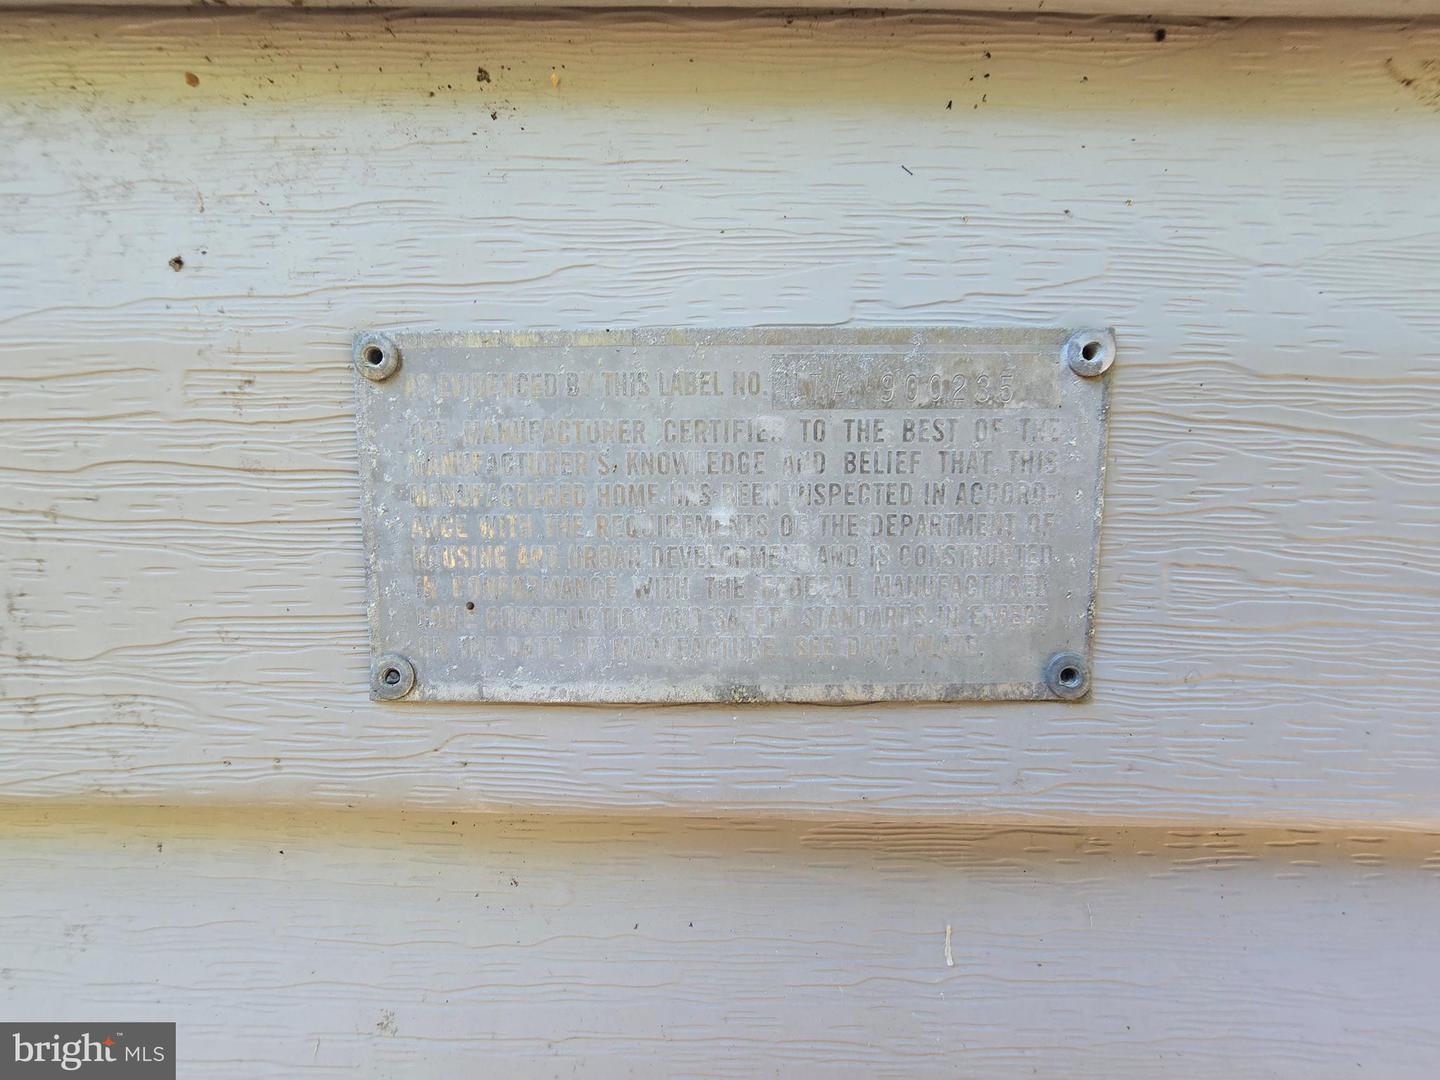 AS EVIDENCED BY THIS LABEL NO. NTA 900235
THE MANUFACTURER CERTIFIES TO THE BEST OF THE
MANUFACTURER'S KNOWLEDGE AND BELIEF THAT THIS
MANUFACTURED HOME HAS BEEN INSPECTED IN ACCORD-
ANCE WITH THE REQUIREMENTS OF THE DEPARTMENT OF
HOUSING AND URBAN DEVELOPMENT AND IS CONSTRUCTED
IN CONFORMANCE WITH THE FEDERAL MANUFACTURED
HOME CONSTRUCTION AND SAFETY STANDARDS IN EFFECT
ON THE DATE OF MANUFACTURE. SEE DATA PLATE.
bright™ MLS